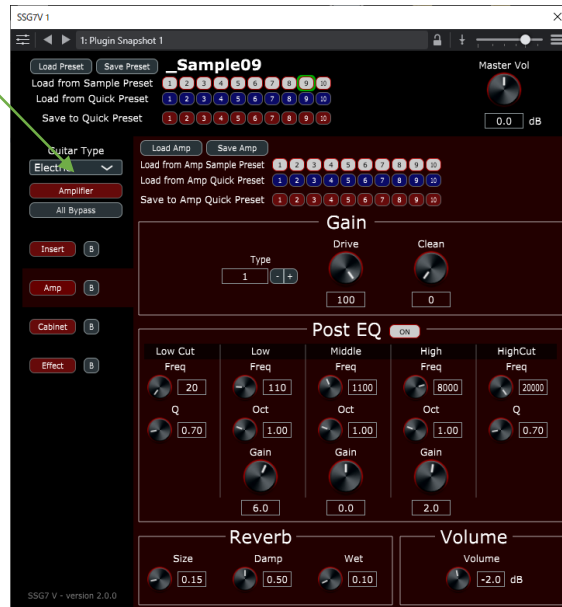 SSG7V 1
1: Plugin Snapshot 1
Load Preset Save Preset _Sample09 Master Vol
Load from Sample Preset 1 2 3 4 5 6 7 8 9 10
Load from Quick Preset 1 2 3 4 5 6 7 8 9 10
Save to Quick Preset 1 2 3 4 5 6 7 8 9 10
0.0 dB
Guitar Type
Load Amp Save Amp
Load from Amp Sample Preset 1 2 3 4 5 6 7 8 9 10
Load from Amp Quick Preset 1 2 3 4 5 6 7 8 9 10
Save to Amp Quick Preset 1 2 3 4 5 6 7 8 9 10
Amplifier
All Bypass
Insert B
Amp B
Cabinet B
Effect B
Gain
Type Drive Clean
1 - + 100 0
Post EQ ON
Low Cut Low Middle High HighCut
Freq Freq Freq Freq Freq
20 110 1100 8000 20000
Q Oct Oct Oct Q
0.70 1.00 1.00 1.00 0.70
Gain Gain Gain
6.0 0.0 2.0
Reverb Volume
Size Damp Wet Volume
0.15 0.50 0.10 -2.0 dB
SSG7 V - version 2.0.0